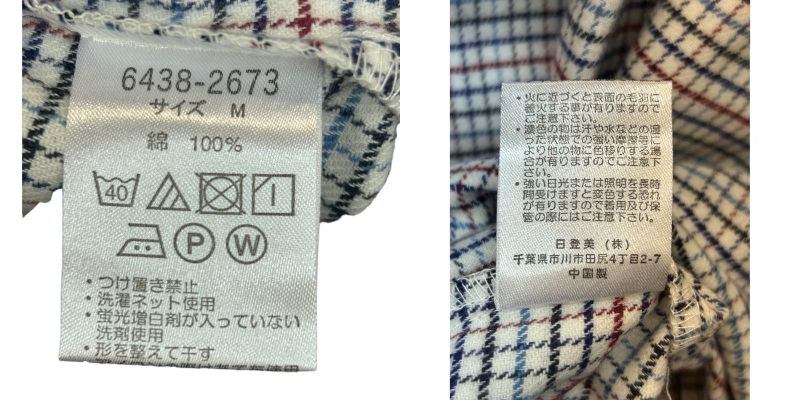 6438-2673
サイズ M
綿 100%
40
P W
・つけ置き禁止
・洗濯ネット使用
・蛍光増白剤が入っていない
洗剤使用
・形を整えて干す
・火に近づくと表面の毛羽に
着火する事が有りますので
ご注意下さい。
・濃色の物は汗や水などの湿
った状態での強い摩擦等に
より他の物に色移りする場
合が有りますのでご注意下
さい。
・強い日光または照明を長時
間受けますと変色する恐れ
が有りますので着用及び保
管の際にはご注意下さい。
日登美（株）
千葉県市川市田尻4丁目2-7
中国製